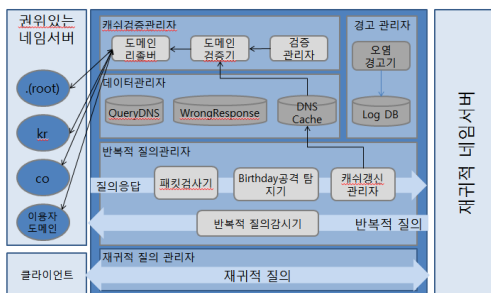 권위있는
네임서버
.(root)
kr
co
이용자
도메인
클라이언트
캐쉬검증관리자
도메인
리졸버
도메인
검증기
검증
관리자
데이터관리자
QueryDNS
WrongResponse
DNS
Cache
경고 관리자
오염
경고기
Log DB
반복적 질의관리자
질의응답
패킷검사기
Birthday공격 탐
지기
캐쉬갱신
관리자
반복적 질의감시기
반복적 질의
재귀적 질의 관리자
재귀적 질의
재귀적 네임서버